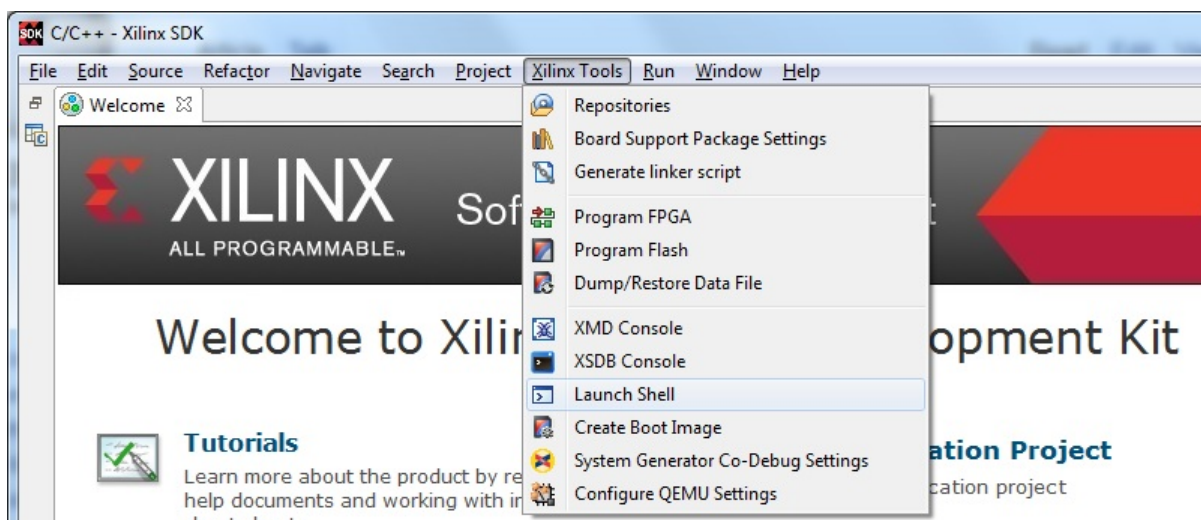 SDK C/C++ - Xilinx SDK
File Edit Source Refactor Navigate Search Project Xilinx Tools Run Window Help
Welcome
Repositories
Board Support Package Settings
Generate linker script
Program FPGA
Program Flash
Dump/Restore Data File
XMD Console
XSDB Console
Launch Shell
Create Boot Image
System Generator Co-Debug Settings
Configure QEMU Settings
XILINX
ALL PROGRAMMABLE™
Sof
t
Welcome to Xilin
opment Kit
Tutorials
Learn more about the product by re
help documents and working with in
ation Project
cation project